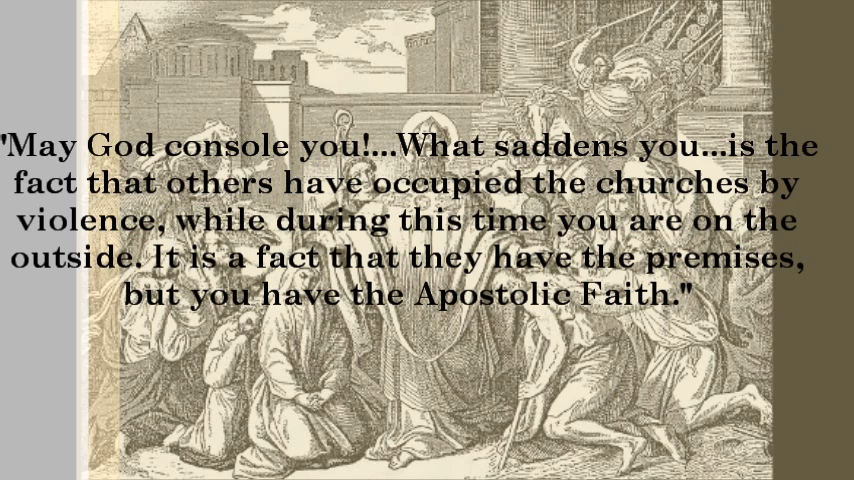 "May God console you!...What saddens you...is the
fact that others have occupied the churches by
violence, while during this time you are on the
outside. It is a fact that they have the premises,
but you have the Apostolic Faith."